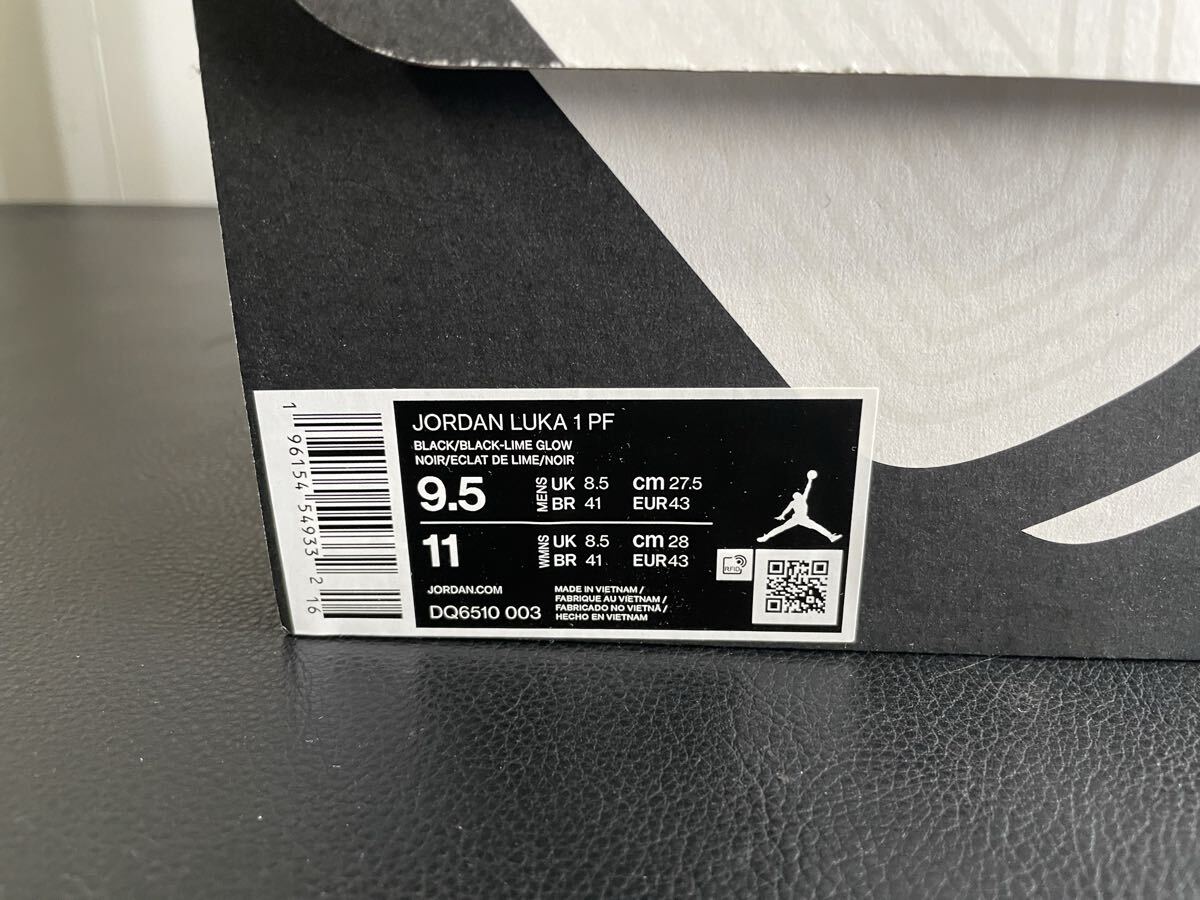 1 96154 54933 2 16
JORDAN LUKA 1 PF
BLACK/BLACK-LIME GLOW
NOIR/ECLAT DE LIME/NOIR
9.5 MENS UK 8.5 cm 27.5
BR 41 EUR 43
11 WMNS UK 8.5 cm 28
BR 41 EUR 43
RFID
JORDAN.COM
DQ6510 003
MADE IN VIETNAM /
FABRIQUE AU VIETNAM /
FABRICADO NO VIETNÃ /
HECHO EN VIETNAM